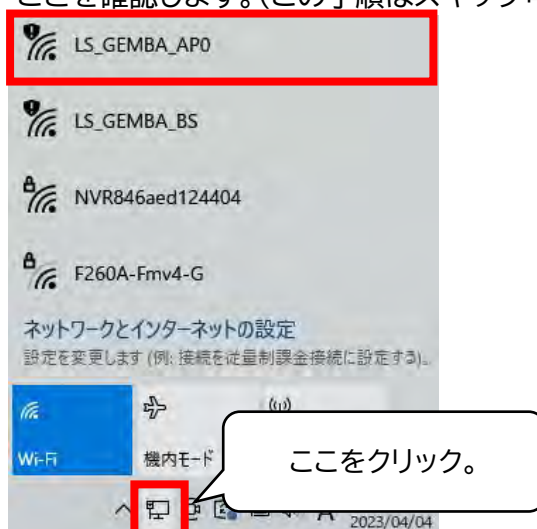 LS_GEMBA_AP0
LS_GEMBA_BS
NVR846aed124404
F260A-Fmv4-G
ネットワークとインターネットの設定
設定を変更します (例: 接続を従量制課金接続に設定する)。
Wi-Fi
機内モード
ここをクリック。
2023/04/04